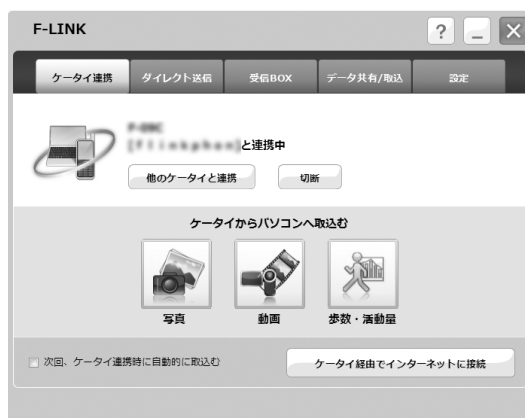 F-LINK
?
ケータイ連携 ダイレクト送信 受信BOX データ共有/取込 設定
と連携中
他のケータイと連携 切断
ケータイからパソコンへ取込む
写真 動画 歩数・活動量
次回、ケータイ連携時に自動的に取込む ケータイ経由でインターネットに接続